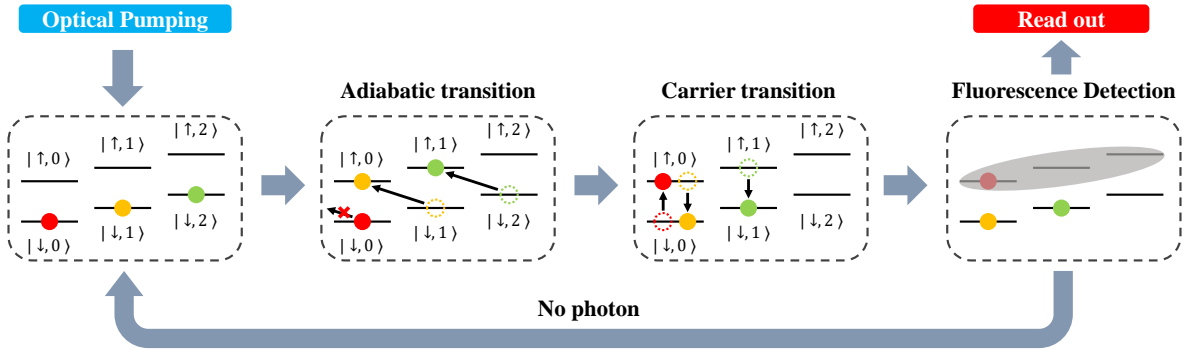 Optical Pumping
Read out
Adiabatic transition
Carrier transition
Fluorescence Detection
| ↑, 0 ⟩
| ↑, 1 ⟩
| ↑, 2 ⟩
| ↓, 0 ⟩
| ↓, 1 ⟩
| ↓, 2 ⟩
| ↑, 0 ⟩
| ↑, 1 ⟩
| ↑, 2 ⟩
| ↓, 0 ⟩
| ↓, 1 ⟩
| ↓, 2 ⟩
| ↑, 0 ⟩
| ↑, 1 ⟩
| ↑, 2 ⟩
| ↓, 0 ⟩
| ↓, 1 ⟩
| ↓, 2 ⟩
No photon